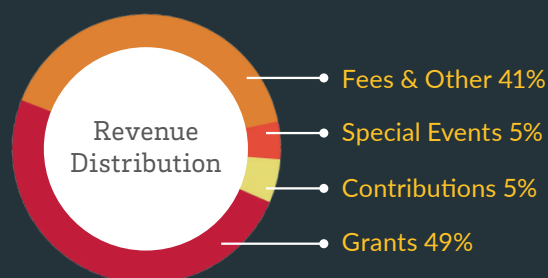 Revenue
Distribution
Fees & Other 41%
Special Events 5%
Contributions 5%
Grants 49%